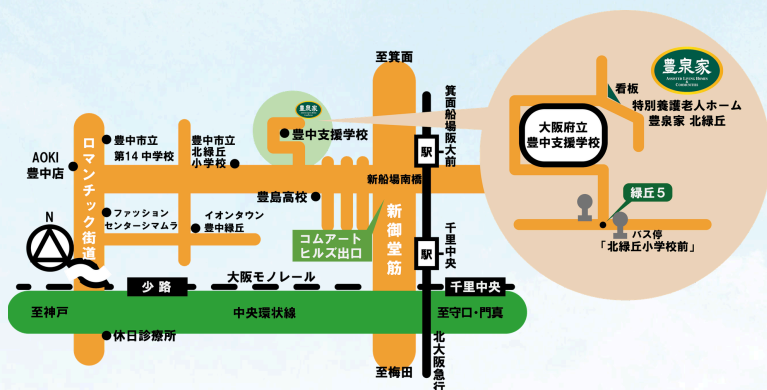 至箕面
箕面船場阪大前
駅
豊泉家
豊中支援学校
豊中市立
第14中学校
豊中市立
北緑丘
小学校
AOKI
豊中店
ロマンチック街道
新船場南橋
豊島高校
ファッション
センターシマムラ
イオンタウン
豊中緑丘
コムアート
ヒルズ出口
新御堂筋
千里中央
駅
N
大阪モノレール
少路
千里中央
至神戸
中央環状線
至守口・門真
休日診療所
至梅田
北大阪急行
豊泉家
ASSISTED LIVING HOMES
&
COMMUNITIES
看板
特別養護老人ホーム
豊泉家 北緑丘
大阪府立
豊中支援学校
緑丘5
バス停
「北緑丘小学校前」